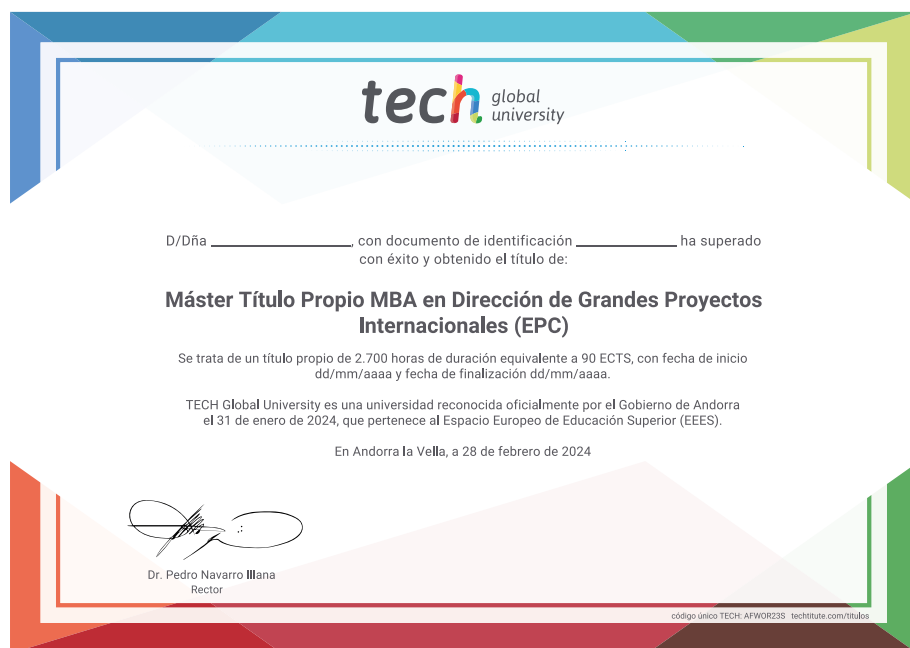 tech global
university
D/Dña ______________, con documento de identificación __________ ha superado
con éxito y obtenido el título de:
Máster Título Propio MBA en Dirección de Grandes Proyectos
Internacionales (EPC)
Se trata de un título propio de 2.700 horas de duración equivalente a 90 ECTS, con fecha de inicio
dd/mm/aaaa y fecha de finalización dd/mm/aaaa.
TECH Global University es una universidad reconocida oficialmente por el Gobierno de Andorra
el 31 de enero de 2024, que pertenece al Espacio Europeo de Educación Superior (EEES).
En Andorra la Vella, a 28 de febrero de 2024
Dr. Pedro Navarro Illana
Rector
código único TECH: AFWOR23S techtitute.com/titulos